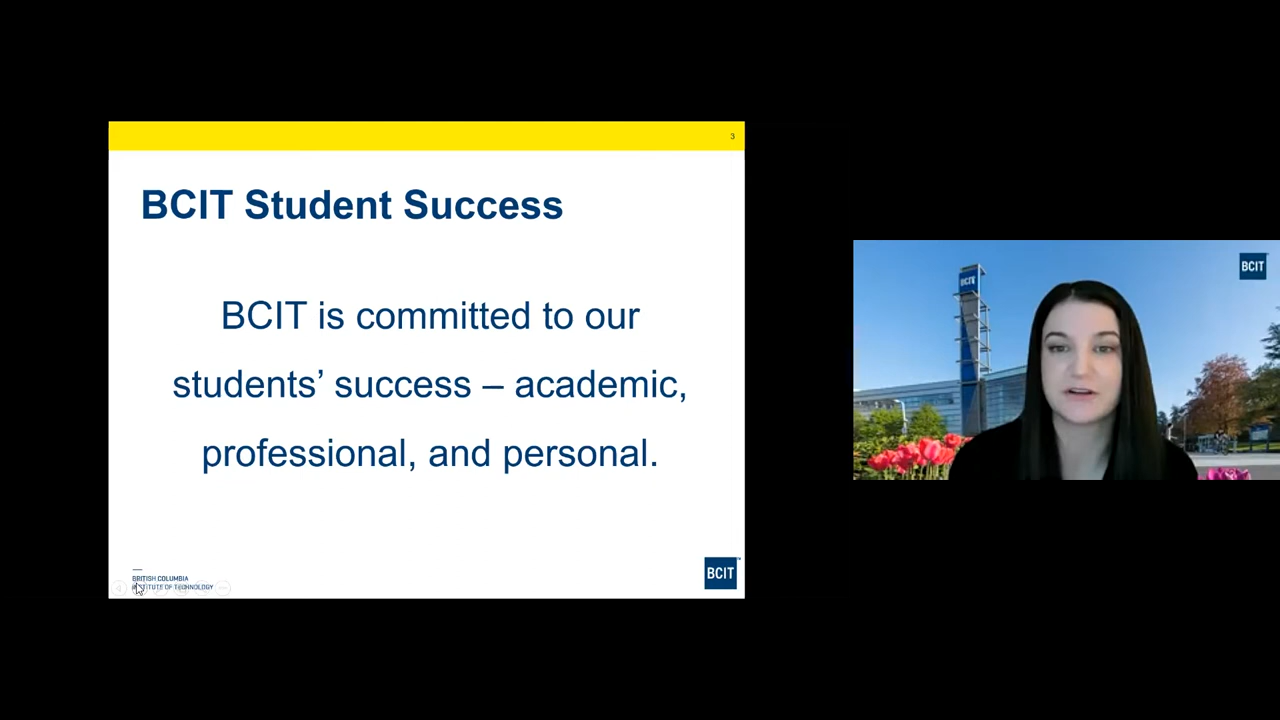 3
BCIT Student Success
BCIT is committed to our
students’ success – academic,
professional, and personal.
BRITISH COLUMBIA
INSTITUTE OF TECHNOLOGY
BCIT
BCIT
BCIT